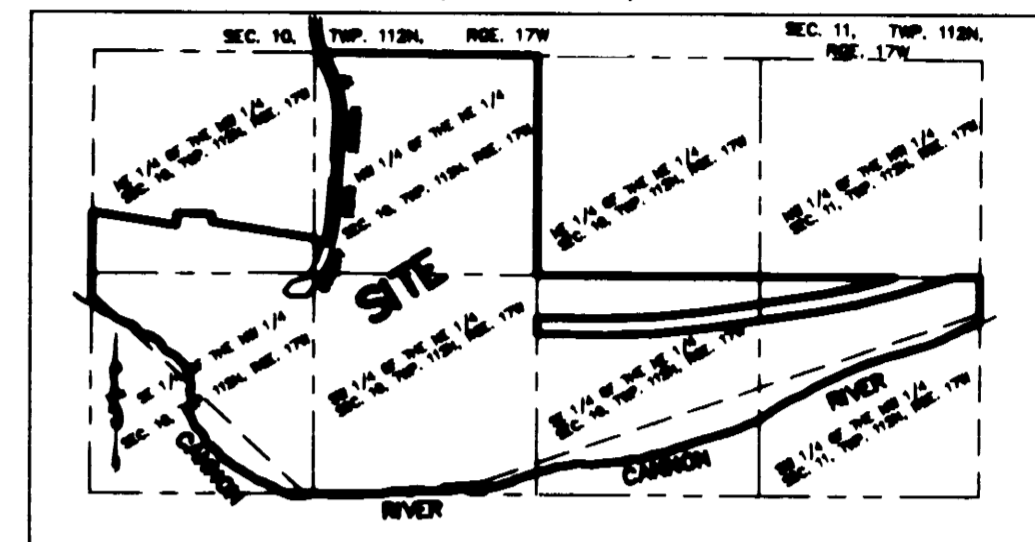 SEC. 10, TWP. 112N, RGE. 17W
SEC. 11, TWP. 112N,
RGE. 17W
NE 1/4 OF THE NW 1/4
SEC. 10, TWP. 112N, RGE. 17W
NW 1/4 OF THE NE 1/4
SEC. 10, TWP. 112N, RGE. 17W
NE 1/4 OF THE NE 1/4
SEC. 10, TWP. 112N, RGE. 17W
NW 1/4 OF THE NW 1/4
SEC. 11, TWP. 112N, RGE. 17W
SITE
SE 1/4 OF THE NW 1/4
SEC. 10, TWP. 112N, RGE. 17W
SW 1/4 OF THE NE 1/4
SEC. 10, TWP. 112N, RGE. 17W
SE 1/4 OF THE NE 1/4
SEC. 10, TWP. 112N, RGE. 17W
SW 1/4 OF THE NW 1/4
SEC. 11, TWP. 112N, RGE. 17W
CANNON
RIVER
CANNON
RIVER